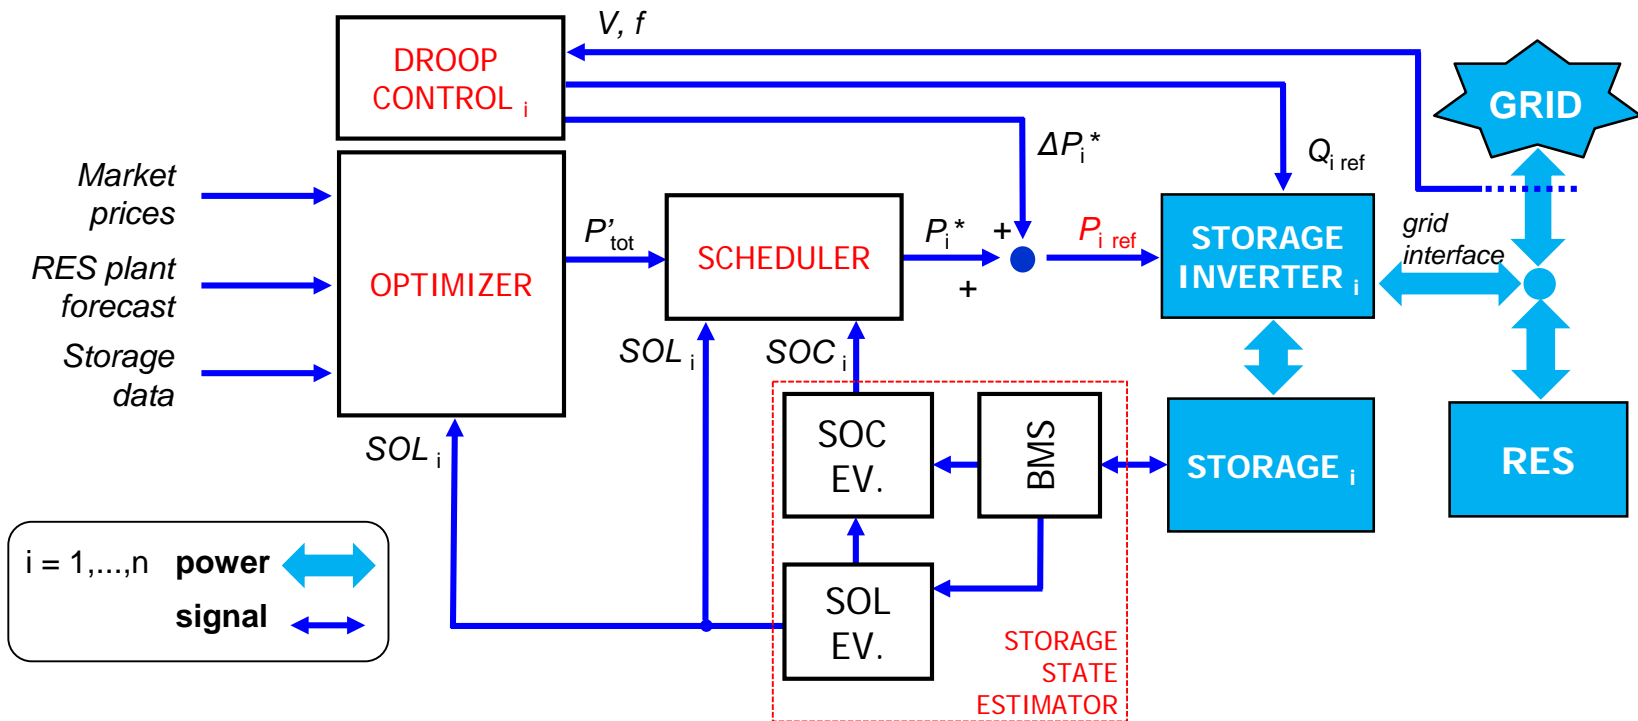 V, f
DROOP
CONTROL i
GRID
ΔPi*
Qi ref
Market
prices
P'tot
SCHEDULER
Pi*
+
+
Pi ref
STORAGE
INVERTER i
grid
interface
RES plant
forecast
OPTIMIZER
Storage
data
SOL i
SOC i
SOL i
SOC
EV.
BMS
STORAGE i
RES
i = 1,...,n power
signal
SOL
EV.
STORAGE
STATE
ESTIMATOR